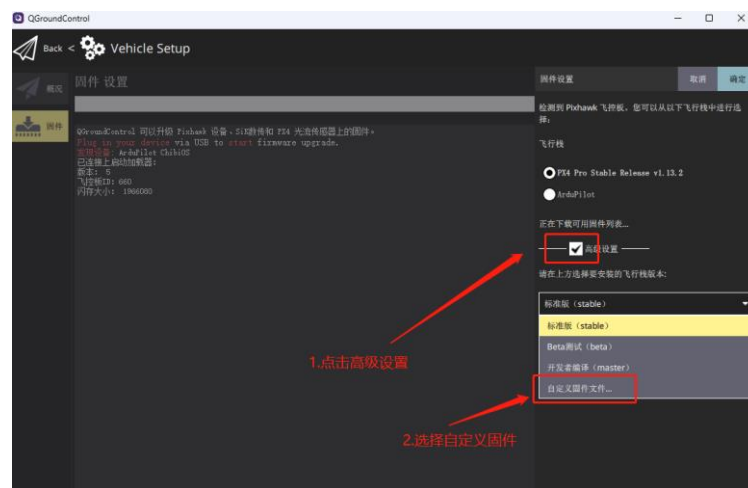 QGroundControl
Back < Vehicle Setup
概况
固件
固件 设置
QGroundControl 可以升级 Pixhawk 设备、SiK数传和 PX4 光流传感器上的固件。
Plug in your device via USB to start firmware upgrade.
发现设备: ArduPilot ChibiOS
已连接上启动加载器:
版本: 5
飞控板ID: 660
闪存大小: 1966080
固件设置
取消
确定
检测到 Pixhawk 飞控板。您可以从以下飞行栈中进行选
择:
飞行栈
PX4 Pro Stable Release v1.13.2
ArduPilot
正在下载可用固件列表...
高级设置
请在上方选择要安装的飞行栈版本:
标准版（stable）
标准版（stable）
Beta测试（beta）
开发者编译（master）
自定义固件文件...
1.点击高级设置
2.选择自定义固件